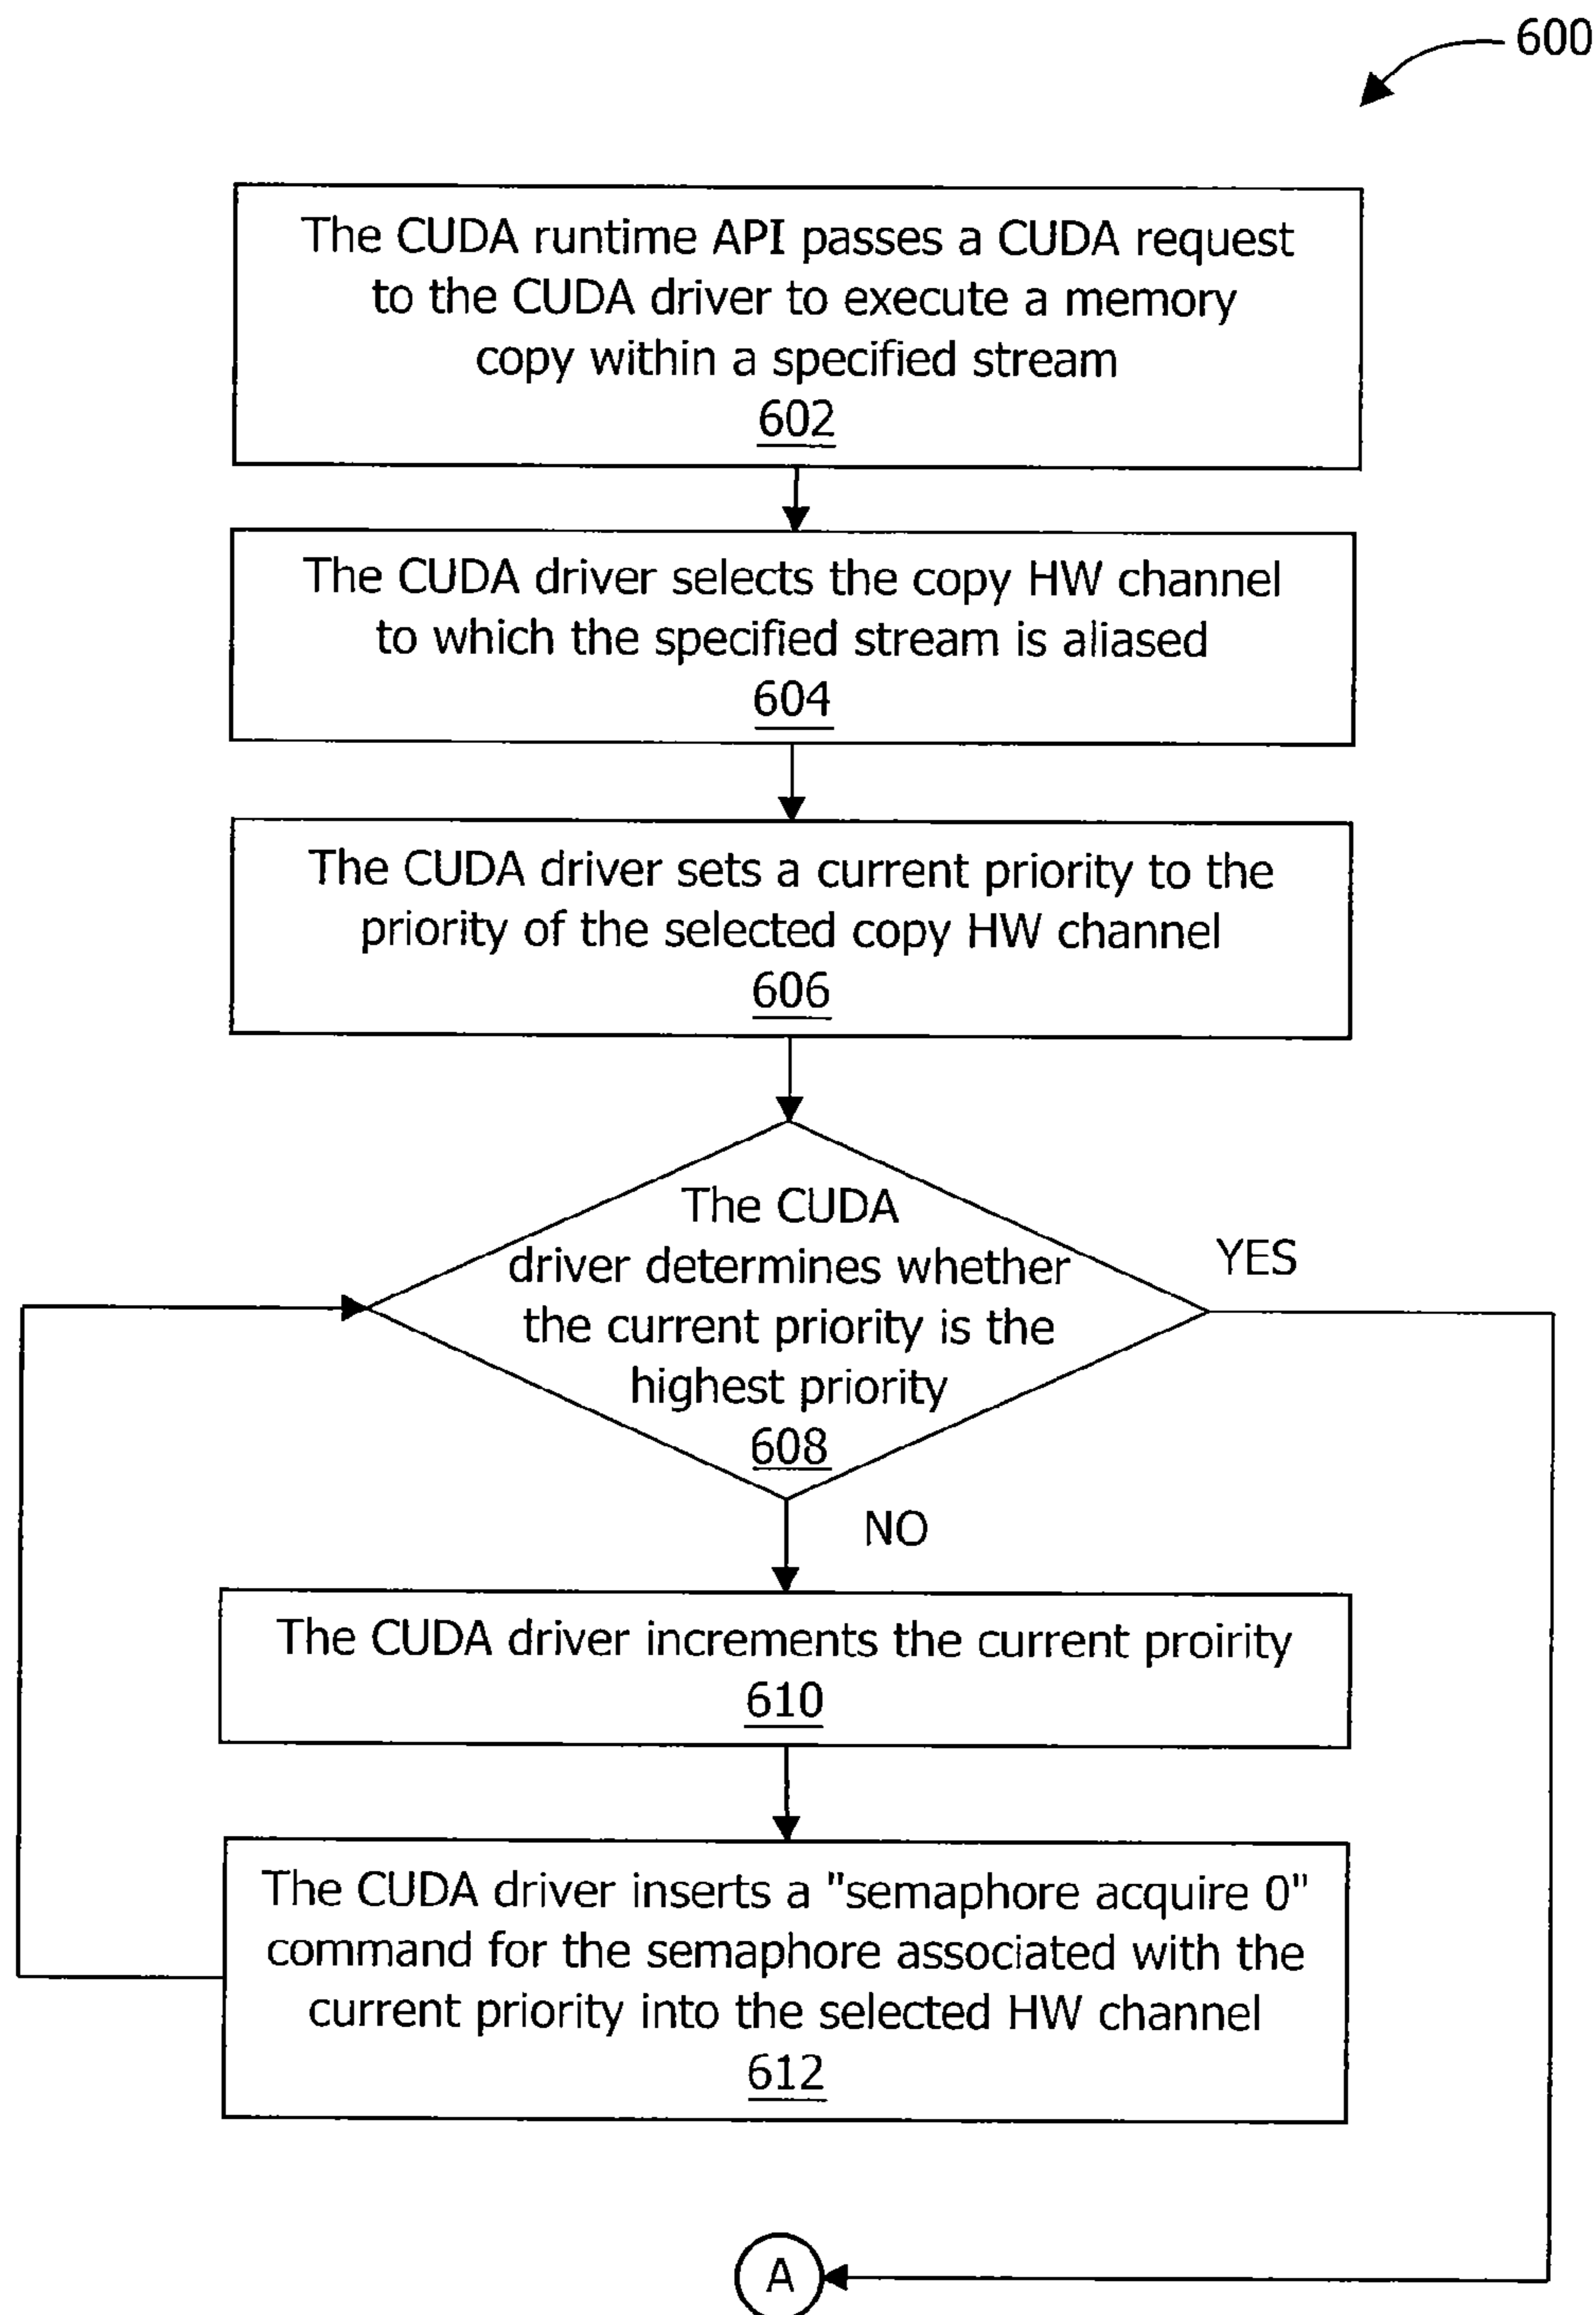 600
The CUDA runtime API passes a CUDA request
to the CUDA driver to execute a memory
copy within a specified stream
602
The CUDA driver selects the copy HW channel
to which the specified stream is aliased
604
The CUDA driver sets a current priority to the
priority of the selected copy HW channel
606
The CUDA
driver determines whether
the current priority is the
highest priority
608
YES
NO
The CUDA driver increments the current proirity
610
The CUDA driver inserts a "semaphore acquire 0"
command for the semaphore associated with the
current priority into the selected HW channel
612
A